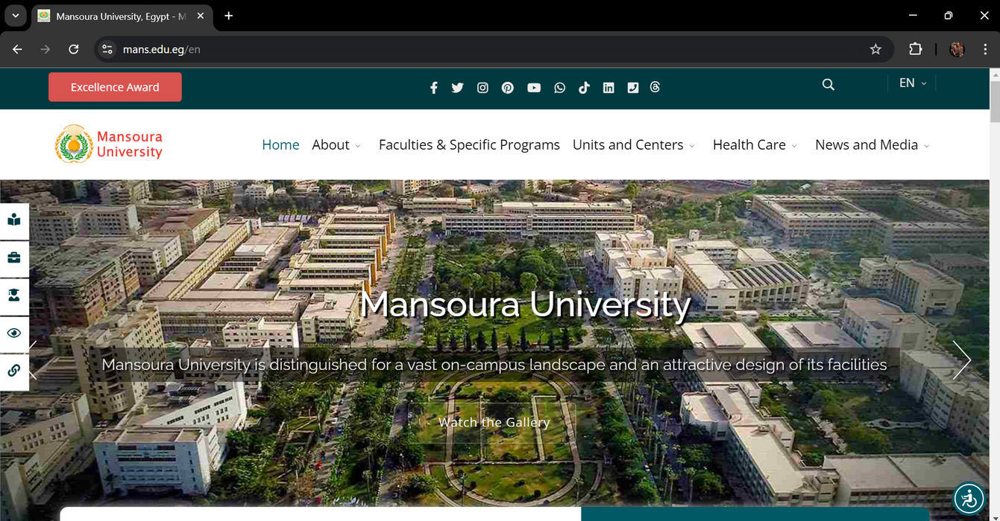 Mansoura University, Egypt - M
mans.edu.eg/en
Excellence Award
EN
Mansoura
University
Home About Faculties & Specific Programs Units and Centers Health Care News and Media
Mansoura University
Mansoura University is distinguished for a vast on-campus landscape and an attractive design of its facilities
Watch the Gallery